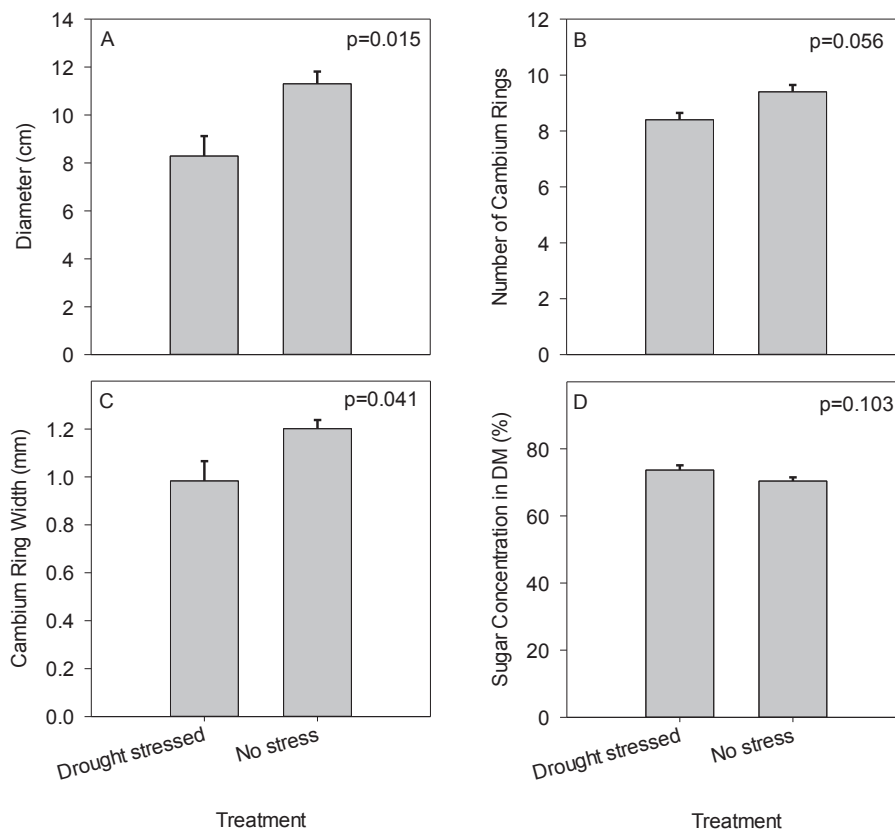 A
p=0.015
Diameter (cm)
14
12
10
8
6
4
2
0
B
p=0.056
Number of Cambium Rings
12
10
8
6
4
2
0
C
p=0.041
Cambium Ring Width (mm)
1.2
1.0
0.8
0.6
0.4
0.2
0.0
Drought stressed
No stress
Treatment
D
p=0.103
Sugar Concentration in DM (%)
80
60
40
20
0
Drought stressed
No stress
Treatment